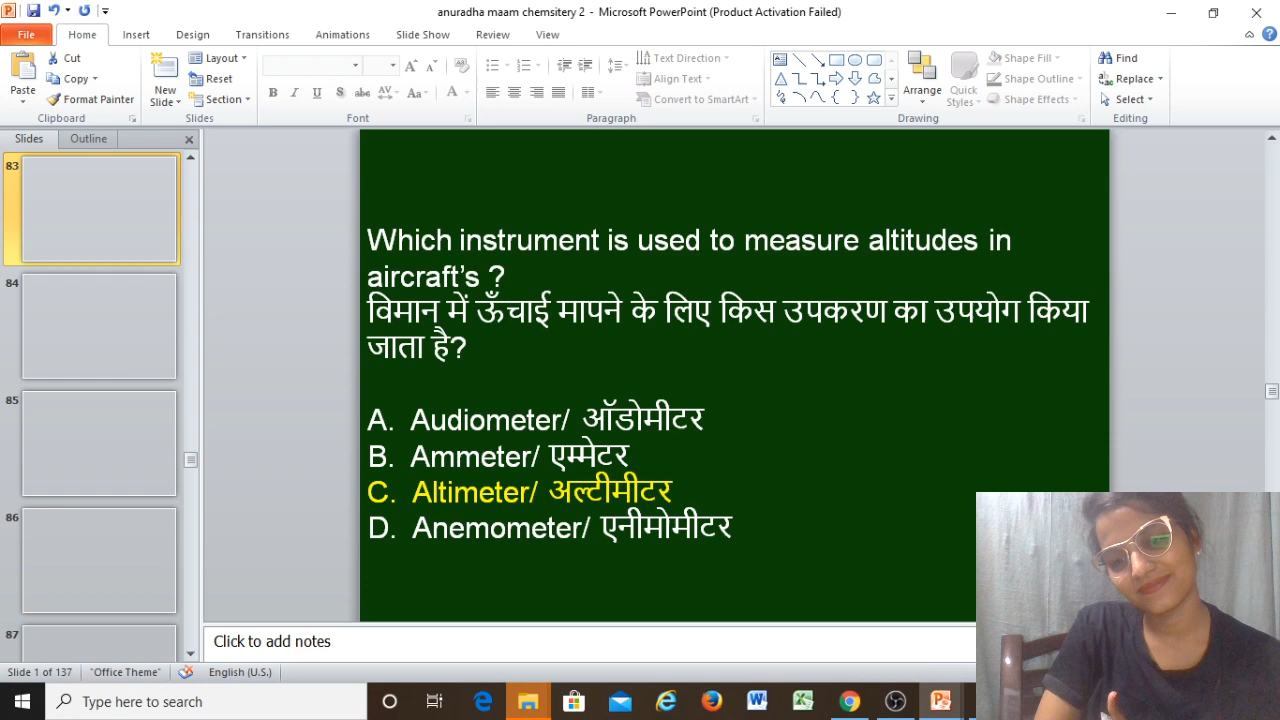 anuradha maam chemsitery 2 - Microsoft PowerPoint (Product Activation Failed)
File Home Insert Design Transitions Animations Slide Show Review View
Paste
Cut
Copy
Format Painter
Clipboard
New Slide
Layout
Reset
Section
Slides
B I U S abc AV Aa A
Font
Text Direction
Align Text
Convert to SmartArt
Paragraph
Arrange
Quick Styles
Shape Fill
Shape Outline
Shape Effects
Drawing
Find
Replace
Select
Editing
Slides Outline
83
84
85
86
87
Which instrument is used to measure altitudes in
aircraft’s ?
विमान में ऊँचाई मापने के लिए किस उपकरण का उपयोग किया
जाता है?
A. Audiometer/ ऑडोमीटर
B. Ammeter/ एम्मेटर
C. Altimeter/ अल्टीमीटर
D. Anemometer/ एनीमोमीटर
Click to add notes
Slide 1 of 137 "Office Theme" English (U.S.)
Type here to search